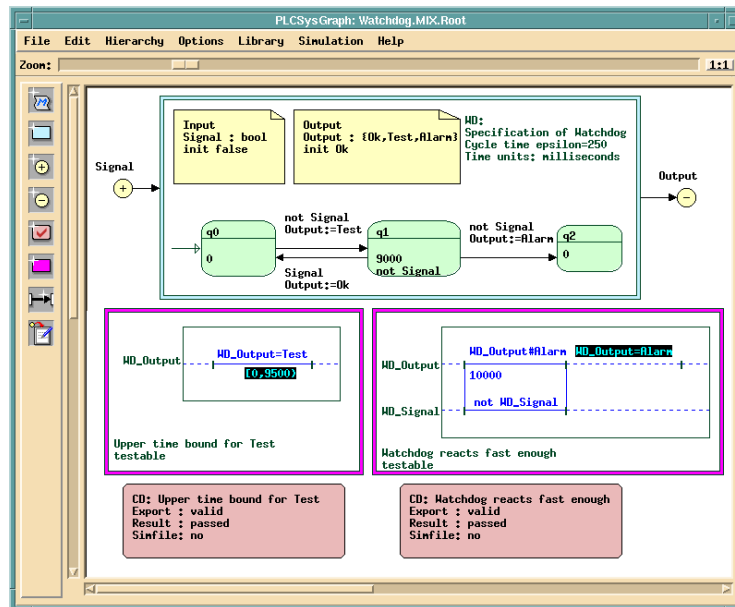 PLCSysGraph: Watchdog.MIX.Root
File Edit Hierarchy Options Library Simulation Help
Zoom: 1:1
Input
Signal : bool
init false
Output
Output : {Ok,Test,Alarm}
init Ok
WD:
Specification of Watchdog
Cycle time epsilon=250
Time units: milliseconds
Signal
+
Output
-
q0
0
not Signal
Output:=Test
Signal
Output:=Ok
q1
9000
not Signal
not Signal
Output:=Alarm
q2
0
WD_Output
WD_Output=Test
[0,9500)
Upper time bound for Test
testable
WD_Output#Alarm WD_Output=Alarm
WD_Output
10000
not WD_Signal
WD_Signal
Watchdog reacts fast enough
testable
CD: Upper time bound for Test
Export : valid
Result : passed
Simfile: no
CD: Watchdog reacts fast enough
Export : valid
Result : passed
Simfile: no